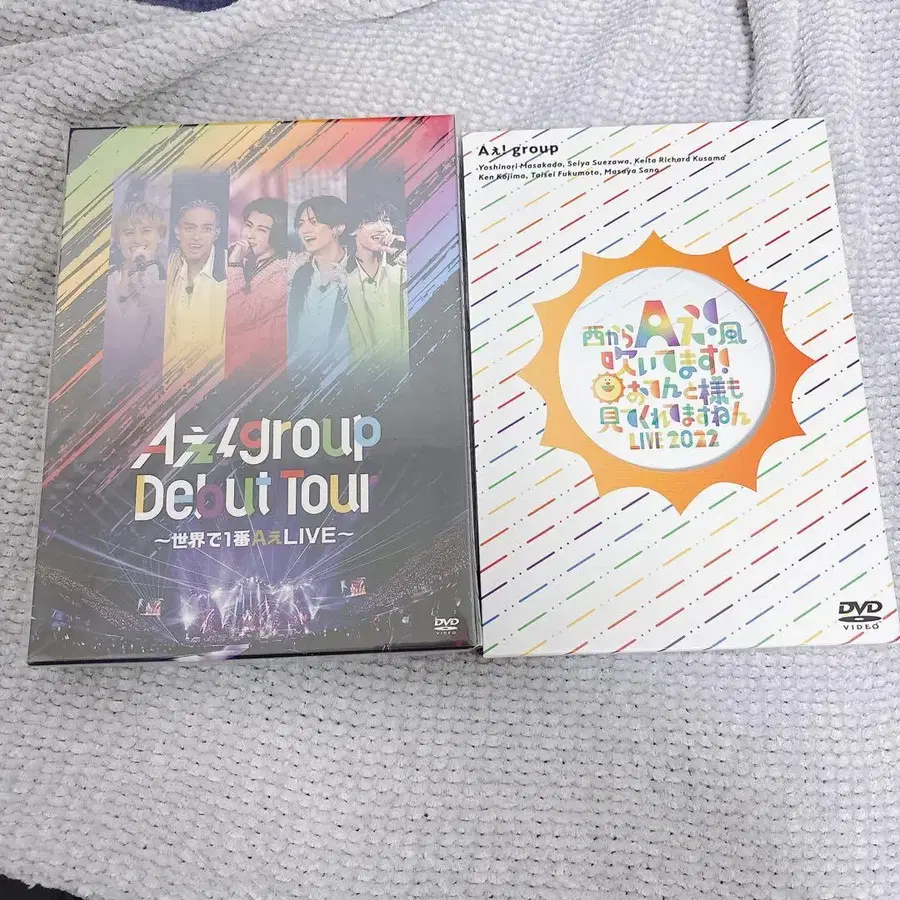 Aぇ! group
Debut Tour
～世界で1番AぇLIVE～
DVD
VIDEO
Aぇ! group
Yoshinori Masakado, Seiya Suezawa, Keita Richard Kusama
Ken Kojima, Taisei Fukumoto, Masaya Sano
西からAぇ!風
吹いてます!
おてんと様も
見てくれてますねん
LIVE 2022
DVD
VIDEO